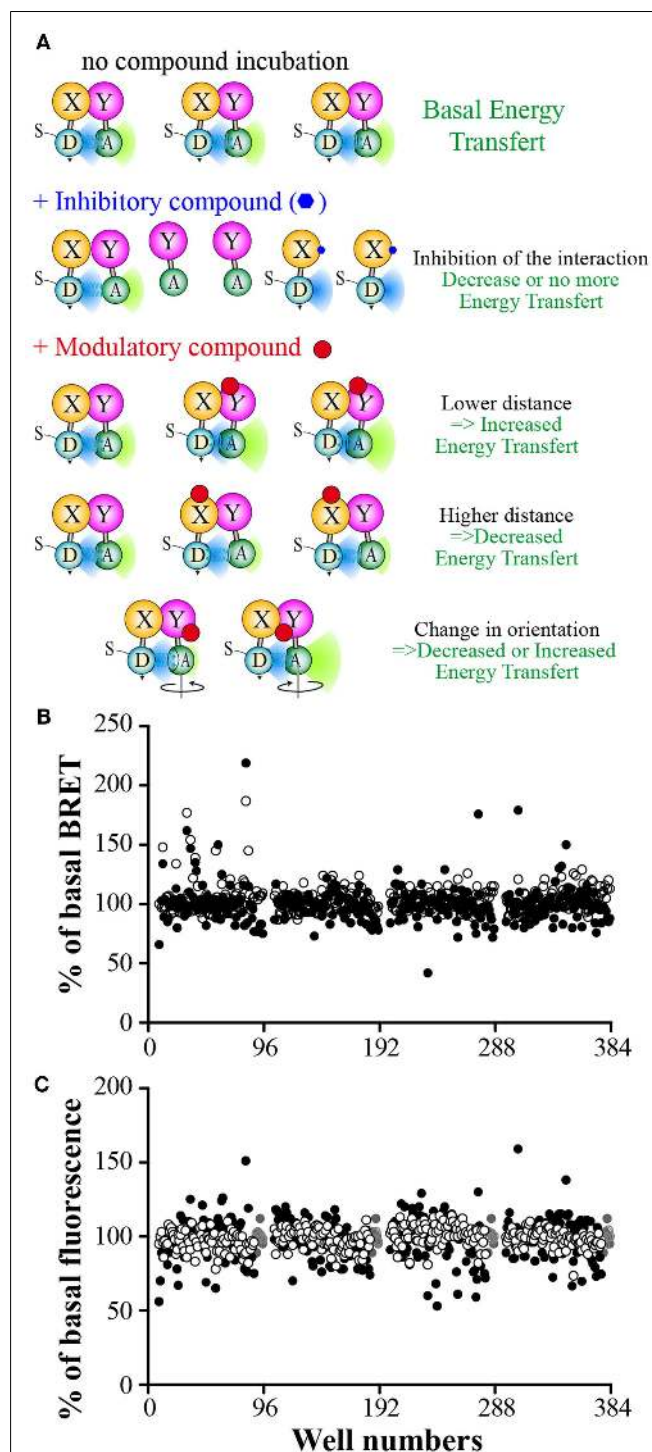 A
no compound incubation
X Y X Y X Y
S D A D A D A
Basal Energy
Transfert
+ Inhibitory compound ( )
X Y Y Y X X
S D A A A S D D
Inhibition of the interaction
Decrease or no more
Energy Transfert
+ Modulatory compound
X Y X Y X Y
S D A D A D A
Lower distance
=> Increased
Energy Transfert
X Y X Y X Y
S D A D A D A
Higher distance
=>Decreased
Energy Transfert
X Y X Y
S D A S D A
Change in orientation
=>Decreased or Increased
Energy Transfert
B
% of basal BRET
250
200
150
100
50
0
0 96 192 288 384
C
% of basal fluorescence
200
150
100
50
0
0 96 192 288 384
Well numbers